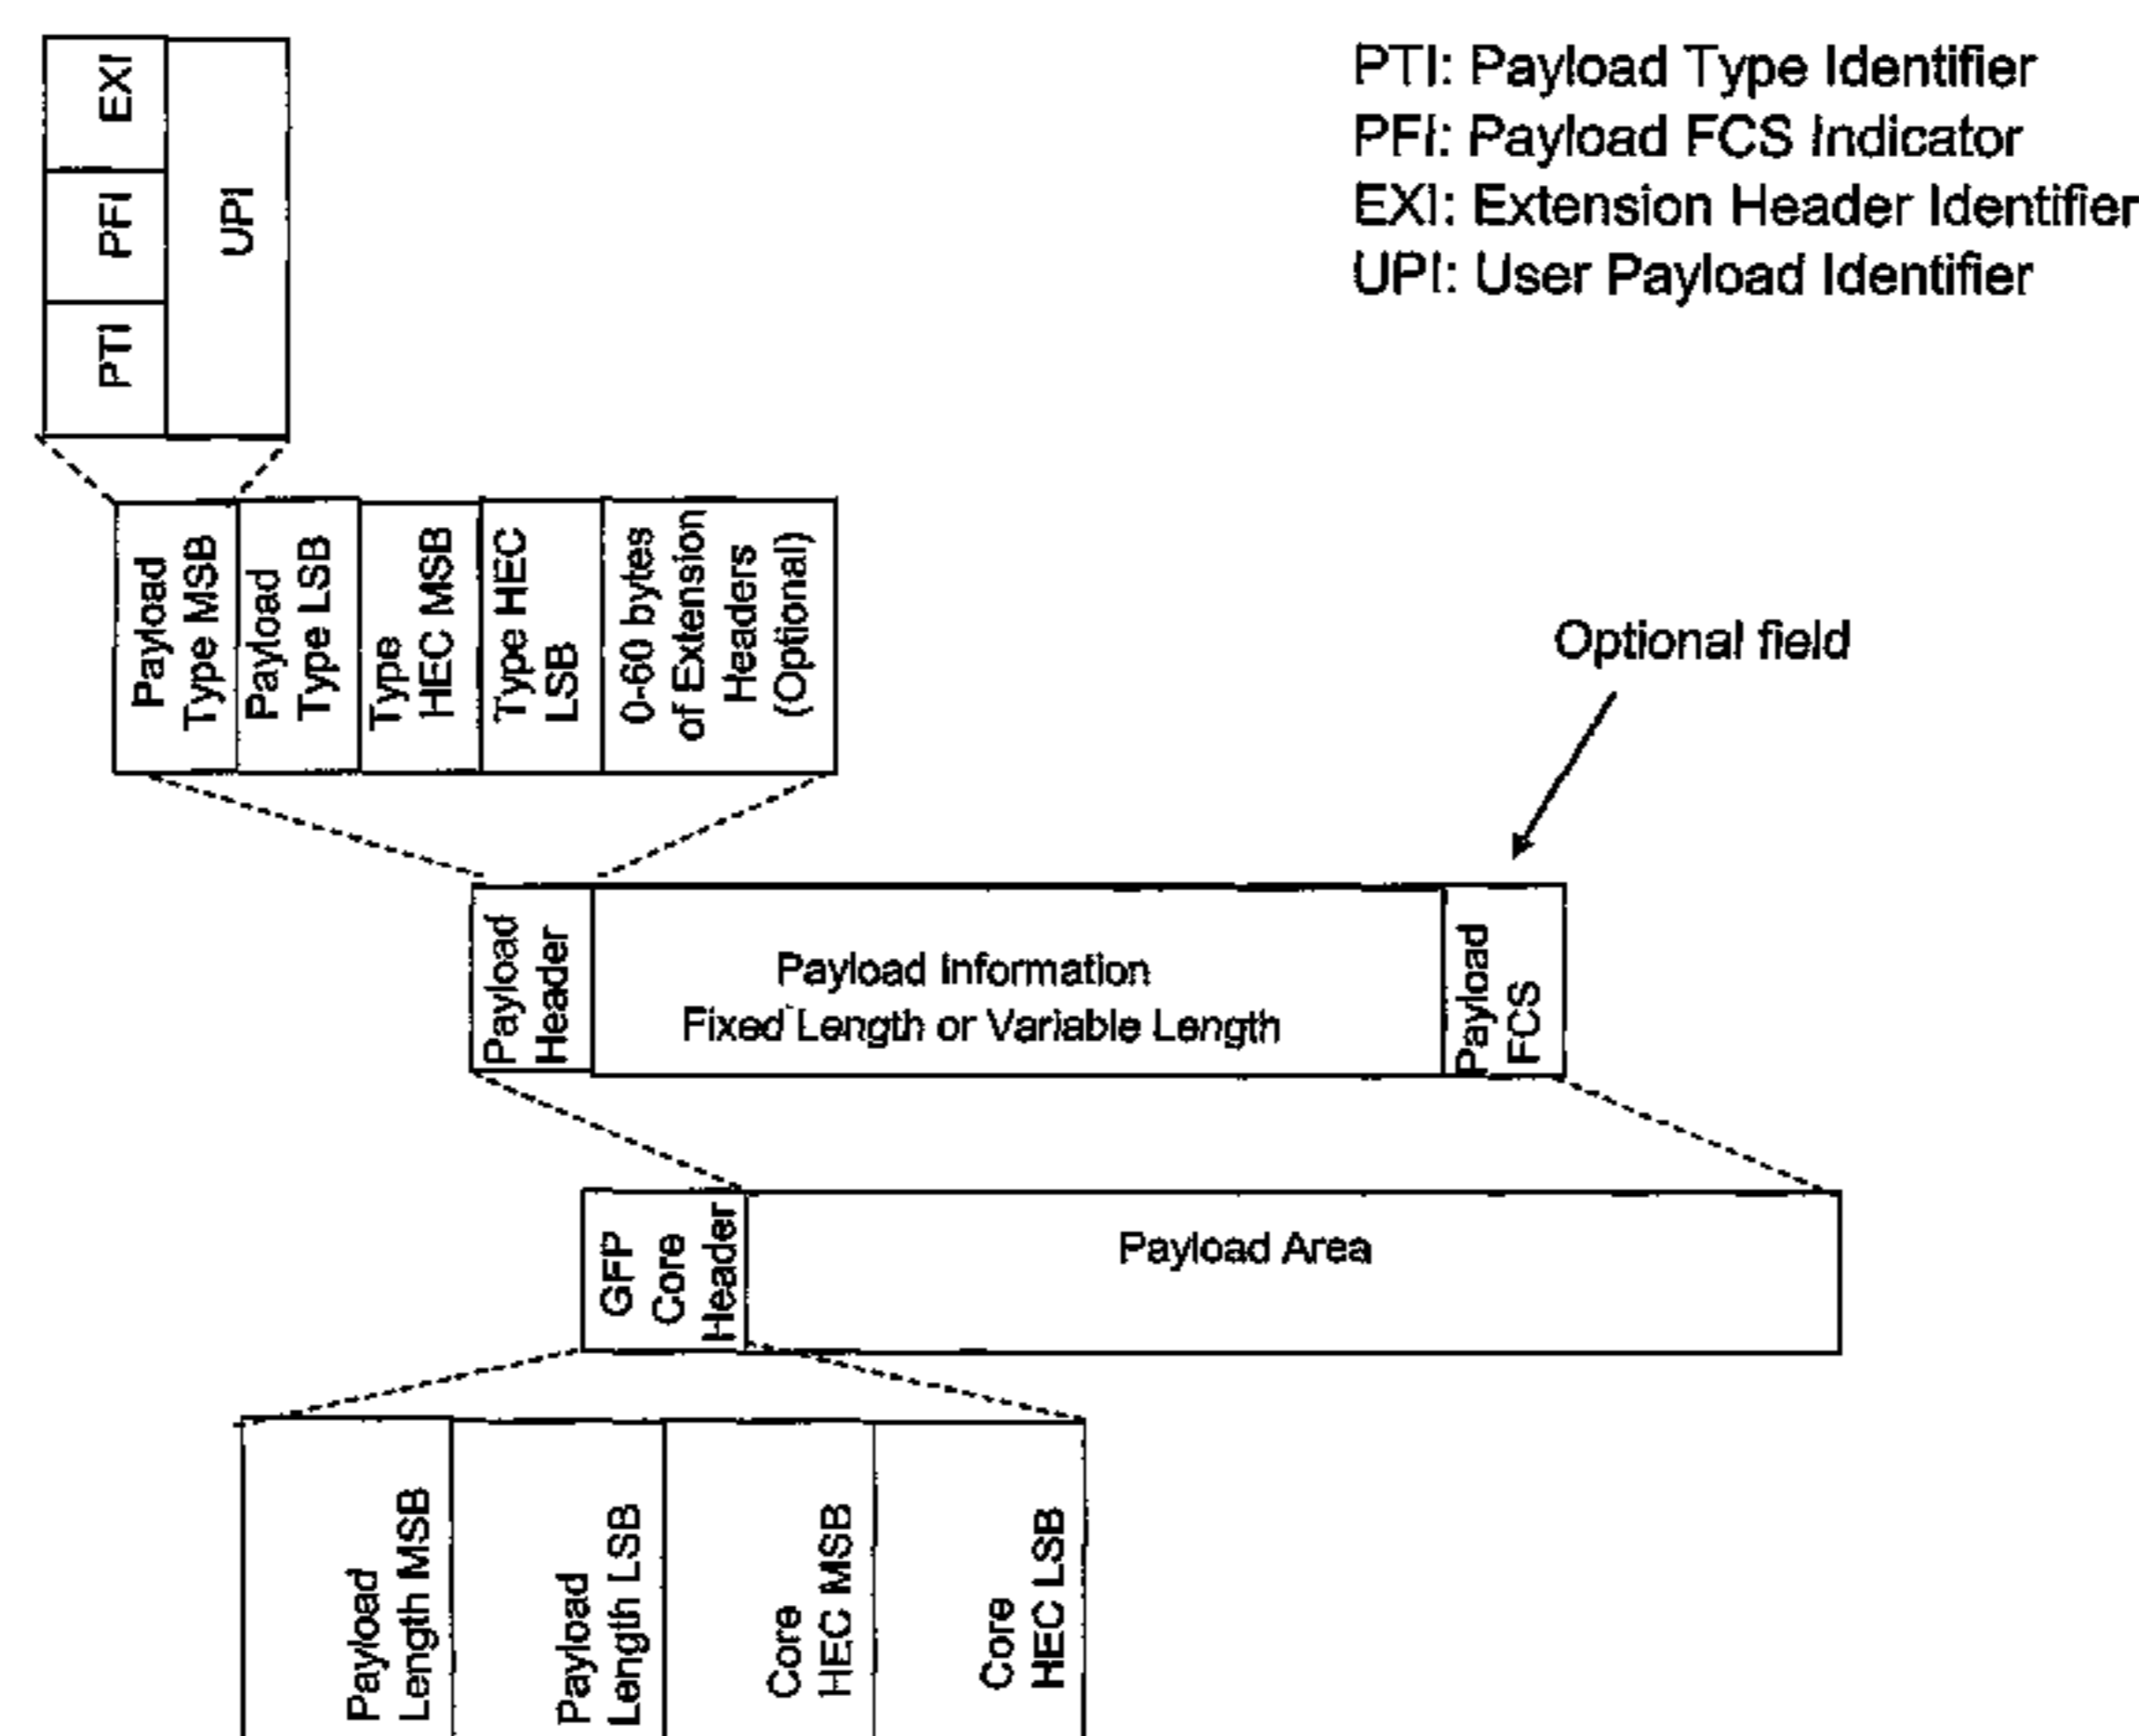 PTI: Payload Type Identifier
PFI: Payload FCS Indicator
EXI: Extension Header Identifier
UPI: User Payload Identifier
EXI
PFI
PTI
UPI
Payload
Type MSB
Payload
Type LSB
Type
HEC MSB
Type HEC
LSB
0-60 bytes
of Extension
Headers
(Optional)
Optional field
Payload
Header
Payload Information
Fixed Length or Variable Length
Payload
FCS
GFP
Core
Header
Payload Area
Payload
Length MSB
Payload
Length LSB
Core
HEC MSB
Core
HEC LSB